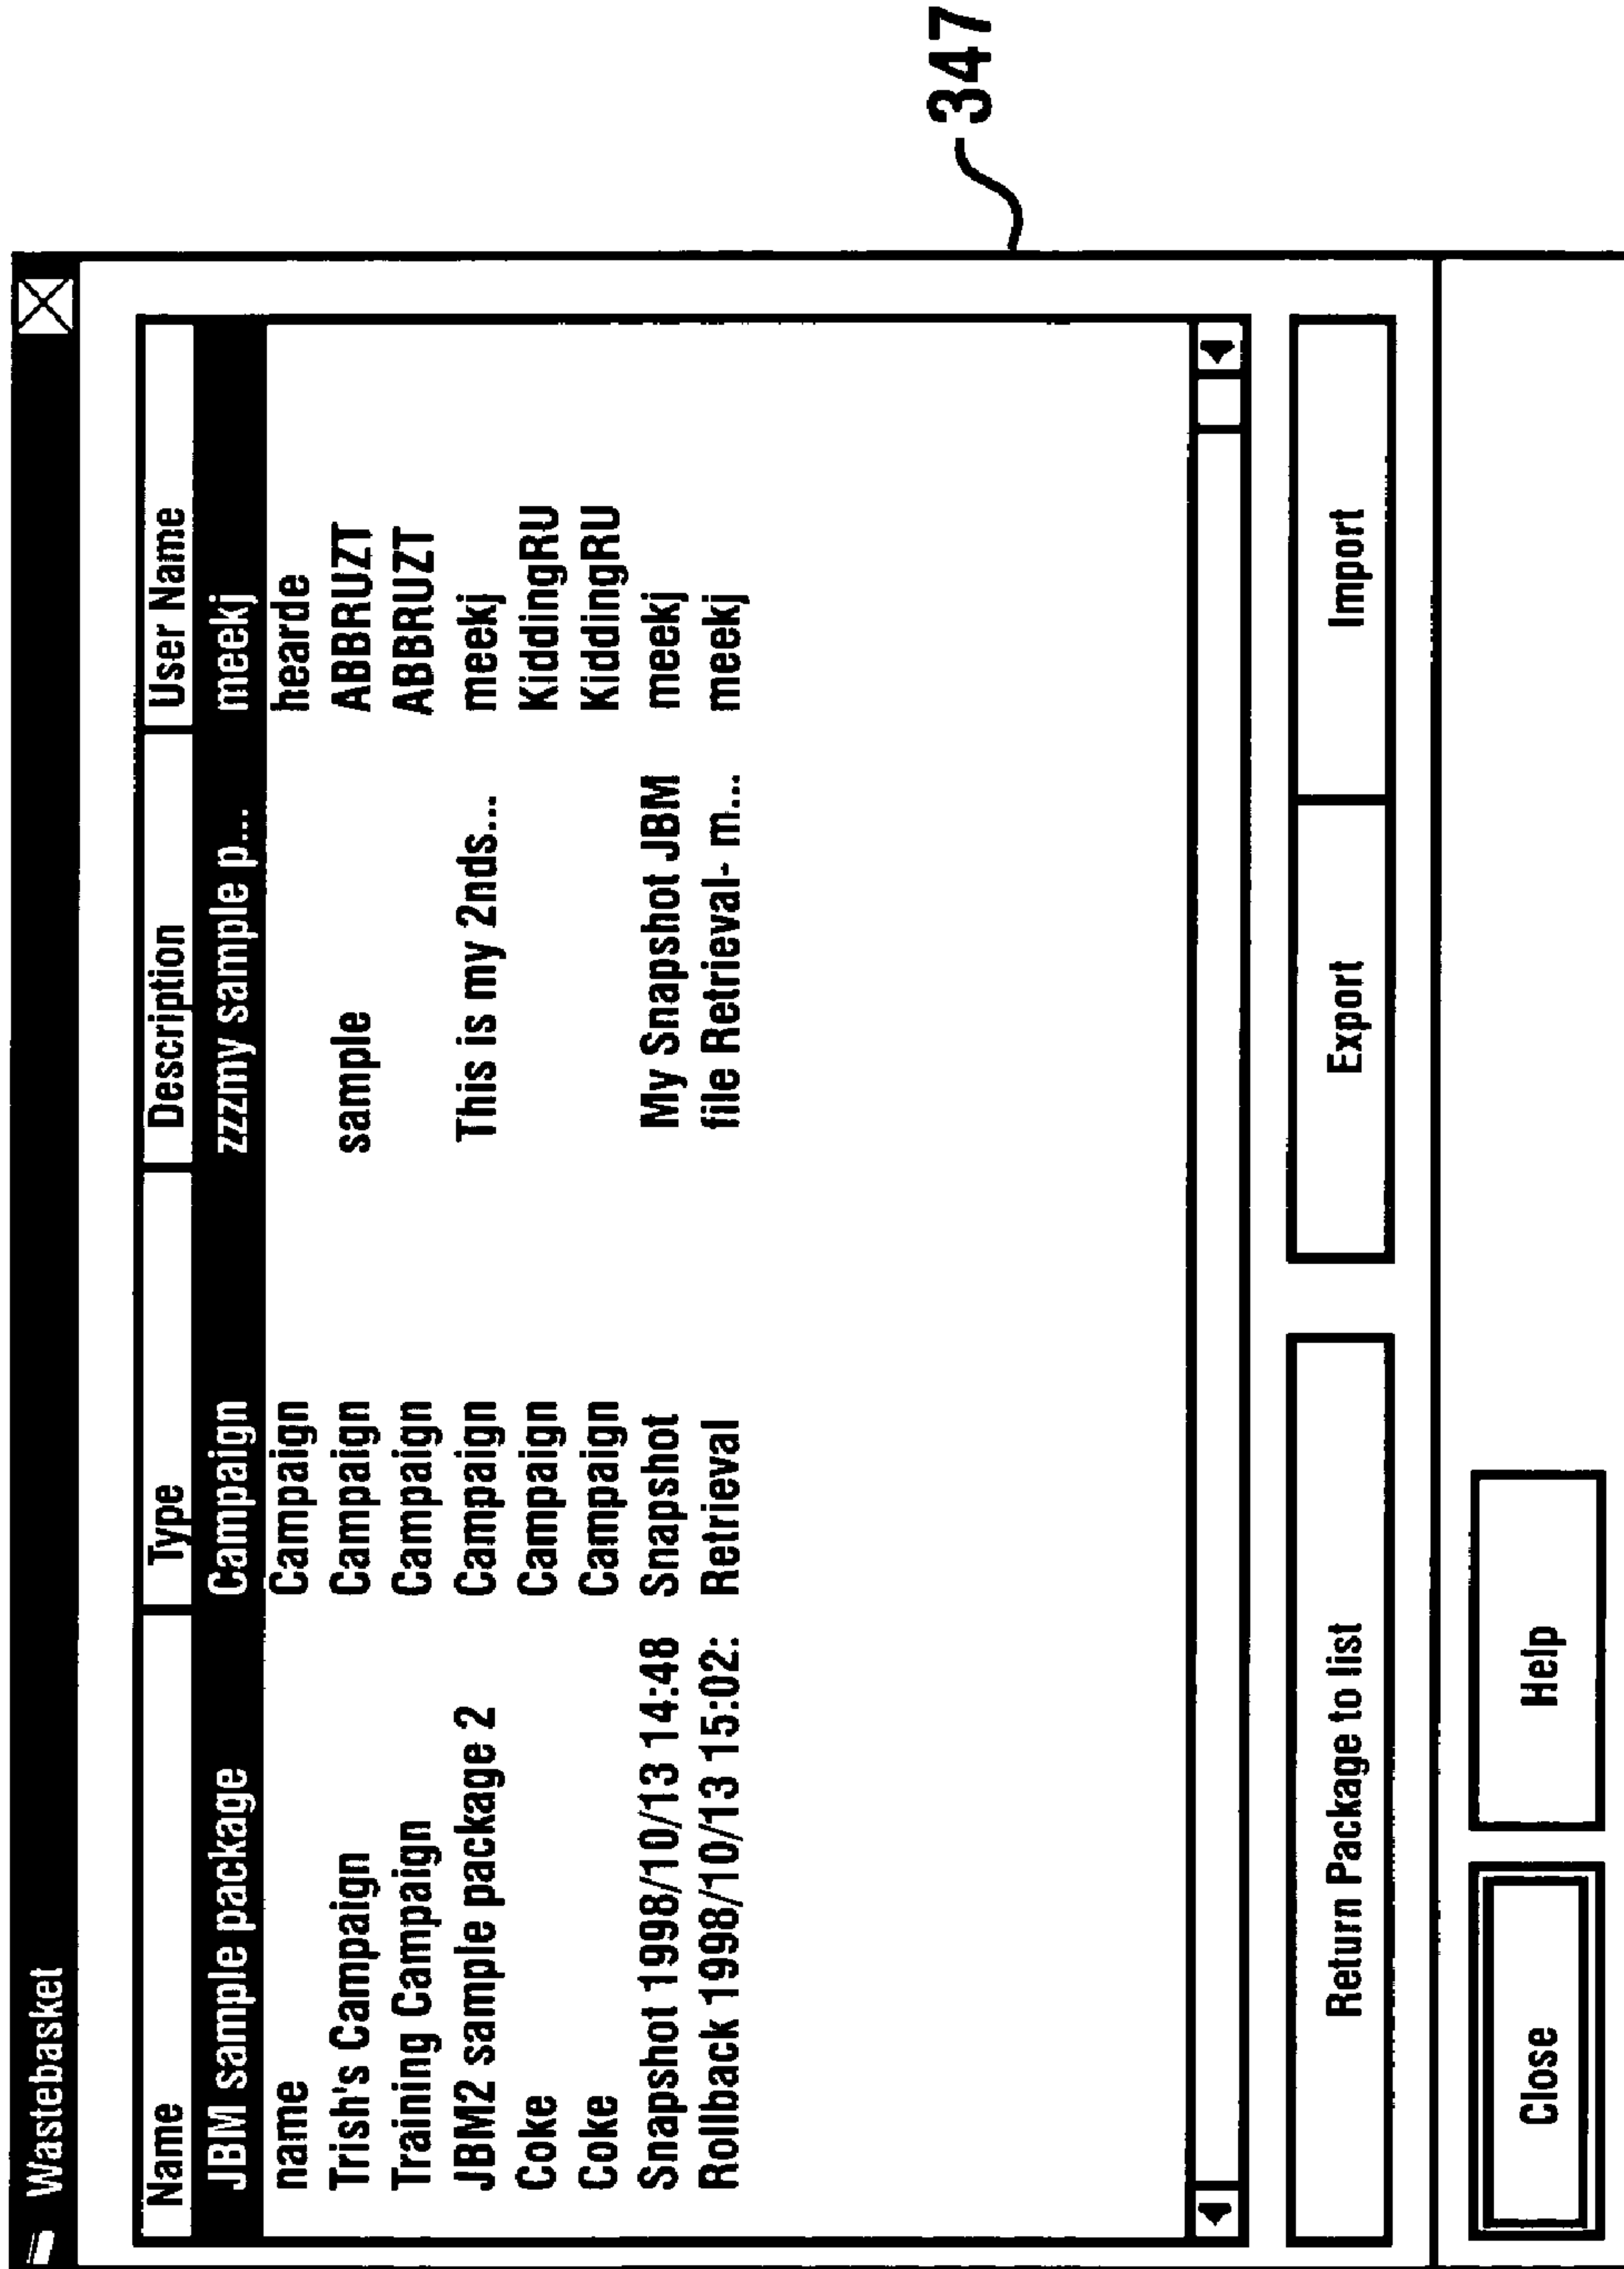 Wastebasket
Name Type Description User Name
JBM sample package Campaign zzzmy sample p... meekj
name Campaign hearde
Trish's Campaign Campaign sample ABBRUZT
Training Campaign Campaign ABBRUZT
JBM2 sample package 2 Campaign This is my 2nds... meekj
Coke Campaign KiddingRU
Coke Campaign KiddingRU
Snapshot 1998/10/13 14:48 Snapshot My Snapshot JBM meekj
Rollback 1998/10/13 15:02: Retrieval file Retrieval- m... meekj
Return Package to list Export Import
Close Help
347